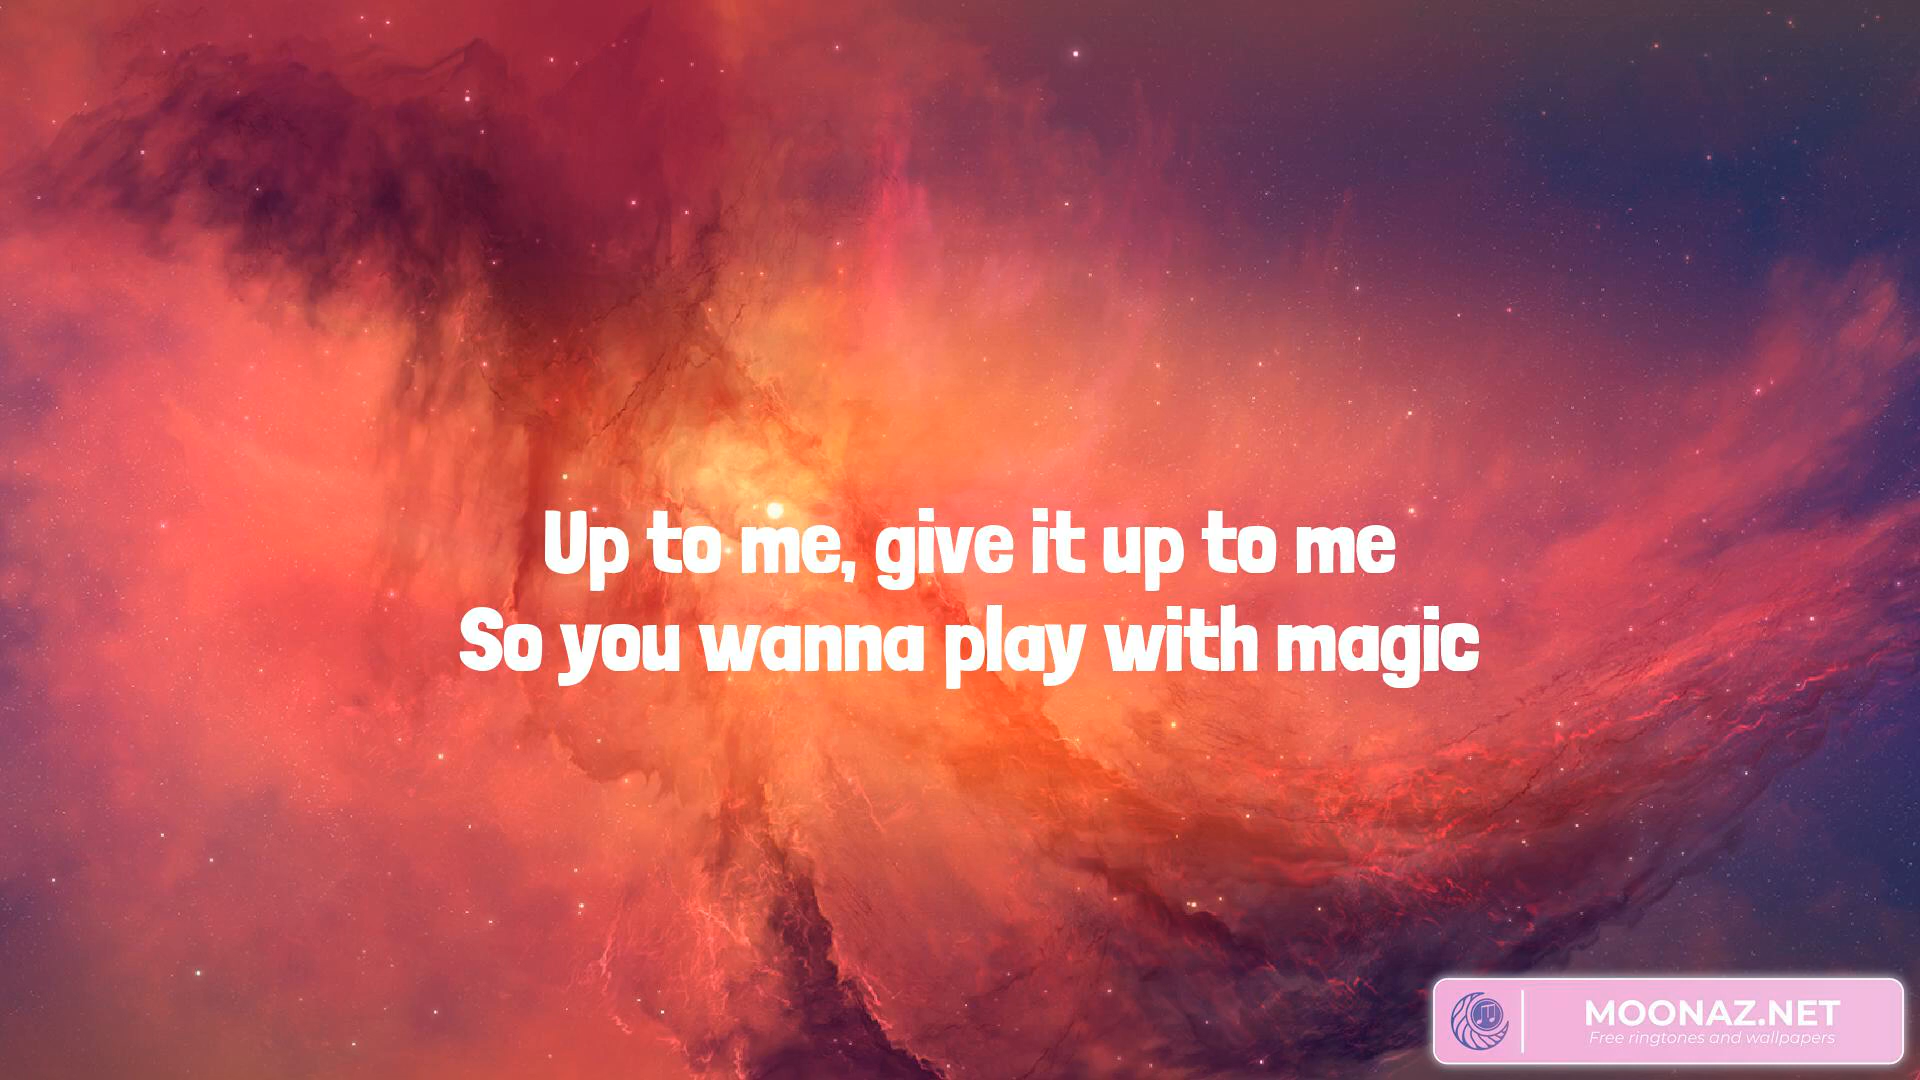 Up to me, give it up to me
So you wanna play with magic
MOONAZ.NET
Free ringtones and wallpapers